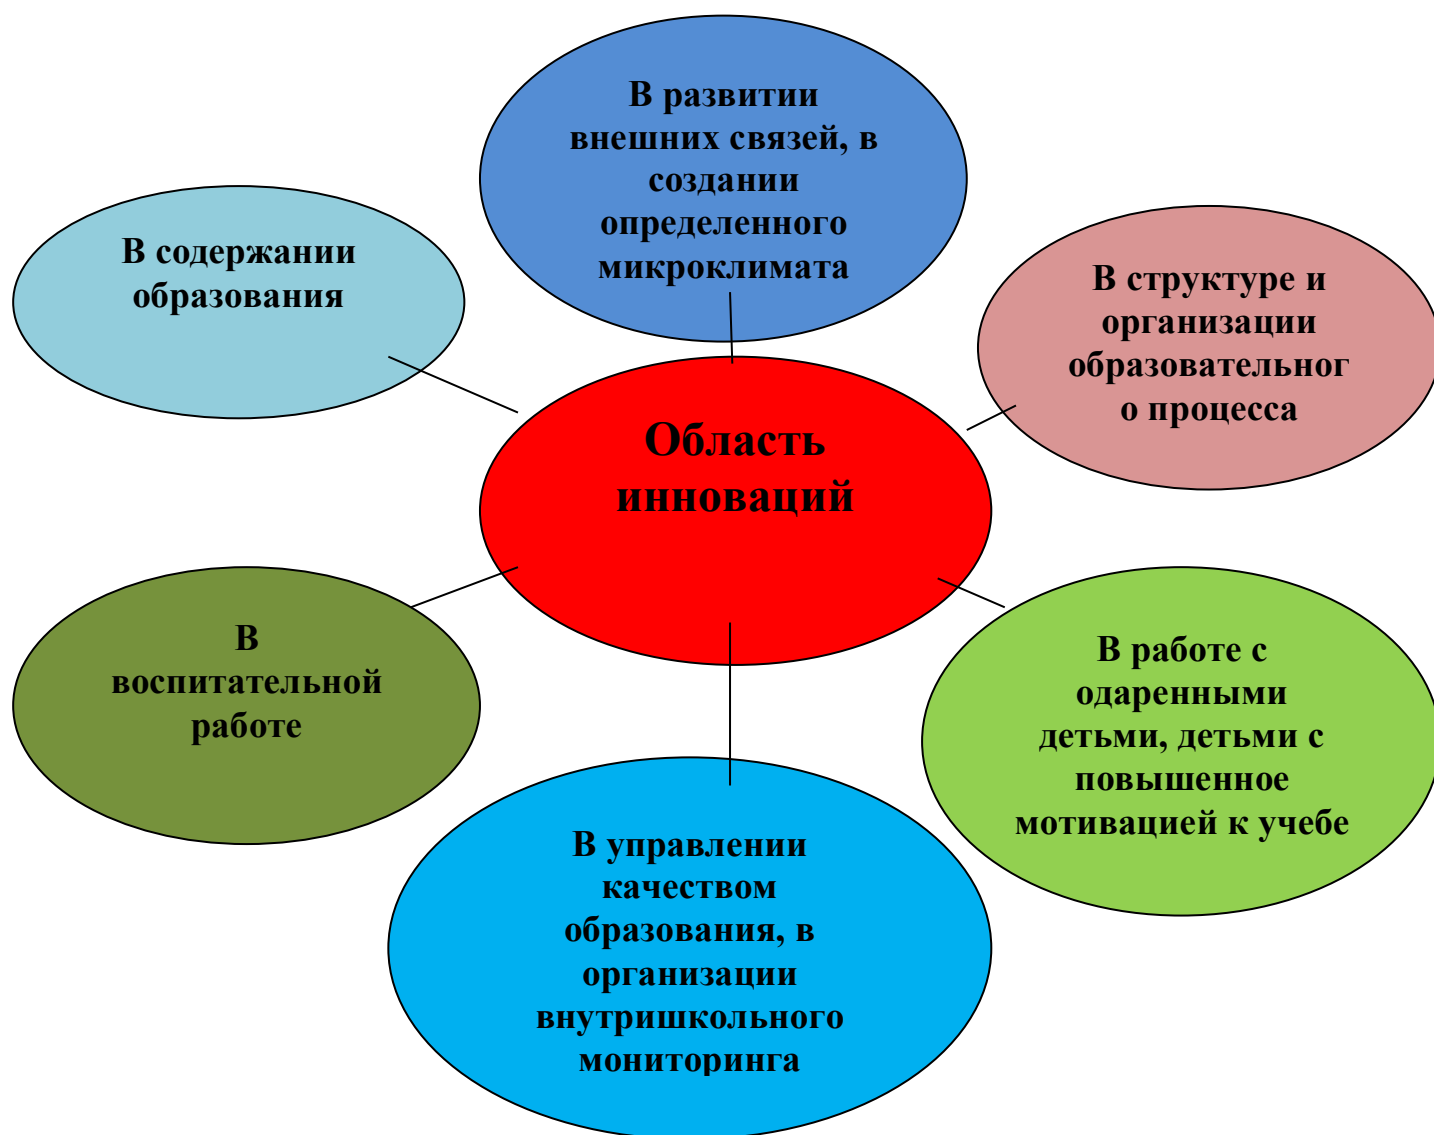 В развитии
внешних связей, в
создании
определенного
микроклимата
В содержании
образования
В структуре и
организации
образовательног
о процесса
Область
инноваций
В
воспитательной
работе
В работе с
одаренными
детьми, детьми с
повышенное
мотивацией к учебе
В управлении
качеством
образования, в
организации
внутришкольного
мониторинга